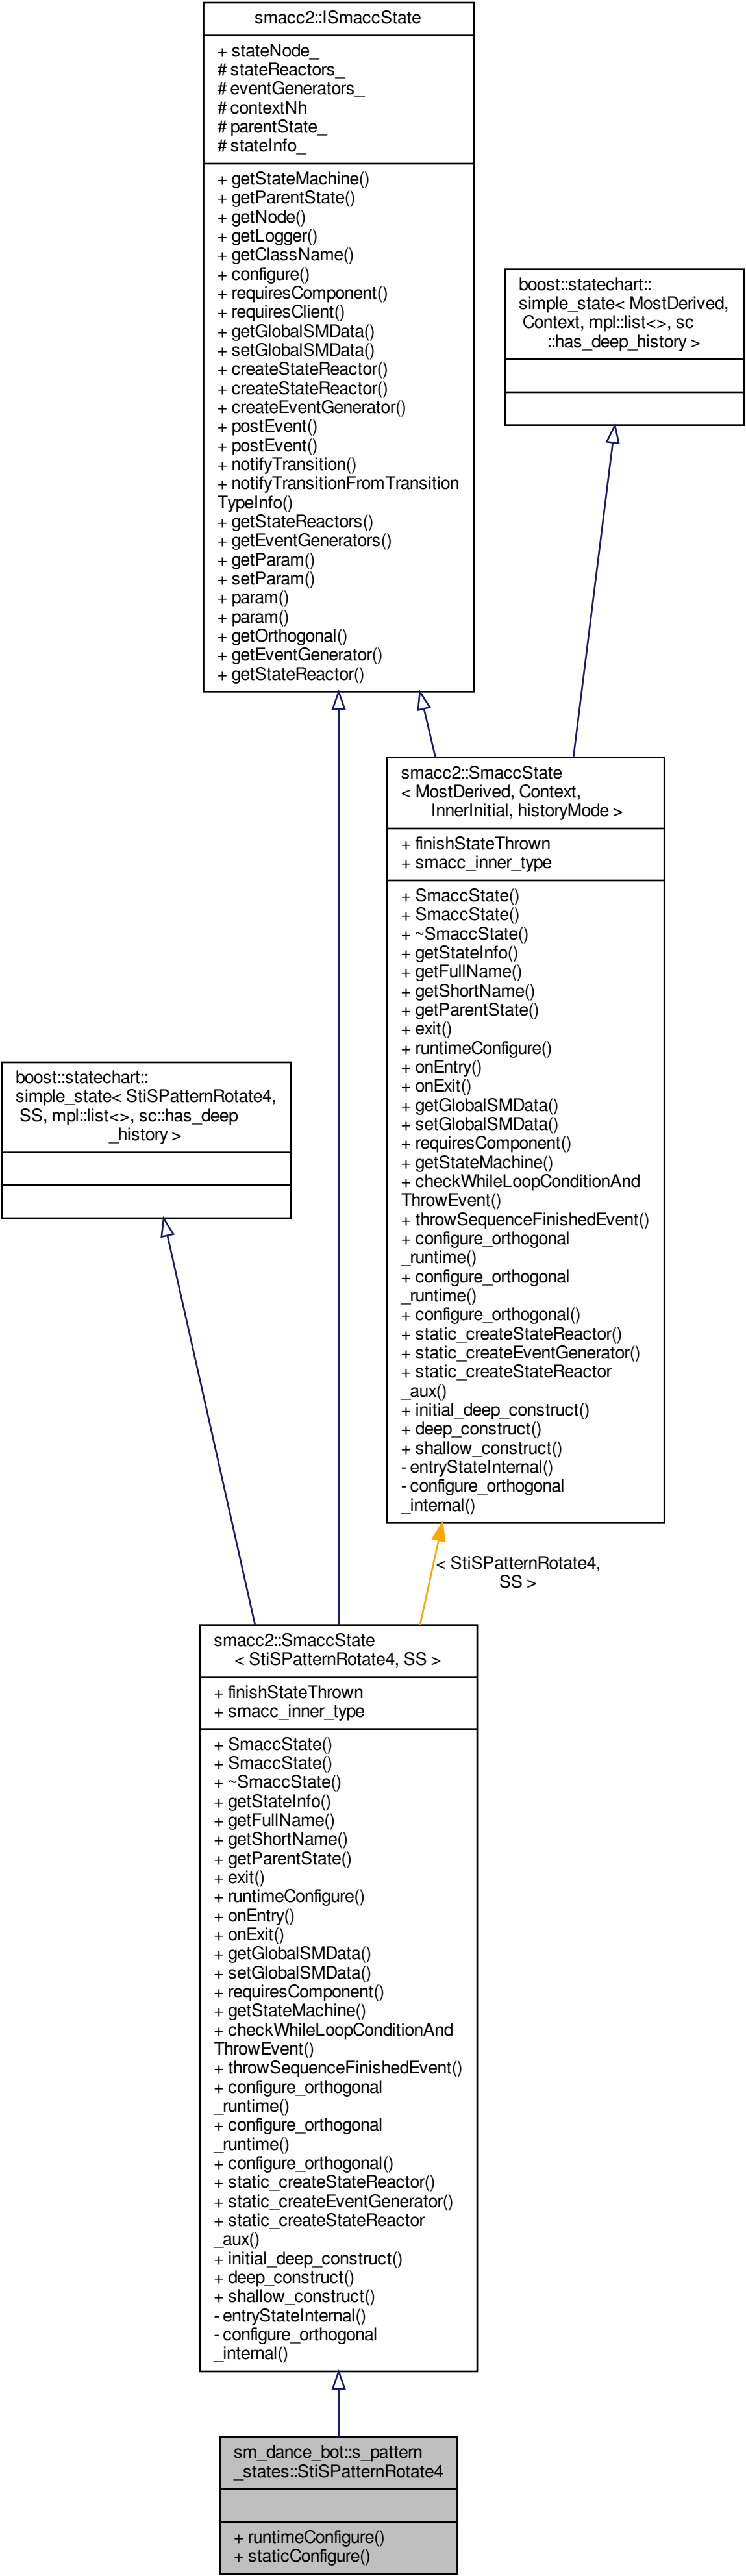 smacc2::ISmaccState
+ stateNode_
# stateReactors_
# eventGenerators_
# contextNh
# parentState_
# stateInfo_
+ getStateMachine()
+ getParentState()
+ getNode()
+ getLogger()
+ getClassName()
+ configure()
+ requiresComponent()
+ requiresClient()
+ getGlobalSMData()
+ setGlobalSMData()
+ createStateReactor()
+ createStateReactor()
+ createEventGenerator()
+ postEvent()
+ postEvent()
+ notifyTransition()
+ notifyTransitionFromTransition
TypeInfo()
+ getStateReactors()
+ getEventGenerators()
+ getParam()
+ setParam()
+ param()
+ param()
+ getOrthogonal()
+ getEventGenerator()
+ getStateReactor()
boost::statechart::
simple_state< MostDerived,
Context, mpl::list<>, sc
::has_deep_history >
smacc2::SmaccState
< MostDerived, Context,
InnerInitial, historyMode >
+ finishStateThrown
+ smacc_inner_type
+ SmaccState()
+ SmaccState()
+ ~SmaccState()
+ getStateInfo()
+ getFullName()
+ getShortName()
+ getParentState()
+ exit()
+ runtimeConfigure()
+ onEntry()
+ onExit()
+ getGlobalSMData()
+ setGlobalSMData()
+ requiresComponent()
+ getStateMachine()
+ checkWhileLoopConditionAnd
ThrowEvent()
+ throwSequenceFinishedEvent()
+ configure_orthogonal
_runtime()
+ configure_orthogonal
_runtime()
+ configure_orthogonal()
+ static_createStateReactor()
+ static_createEventGenerator()
+ static_createStateReactor
_aux()
+ initial_deep_construct()
+ deep_construct()
+ shallow_construct()
- entryStateInternal()
- configure_orthogonal
_internal()
boost::statechart::
simple_state< StiSPatternRotate4,
SS, mpl::list<>, sc::has_deep
_history >
< StiSPatternRotate4,
SS >
smacc2::SmaccState
< StiSPatternRotate4, SS >
+ finishStateThrown
+ smacc_inner_type
+ SmaccState()
+ SmaccState()
+ ~SmaccState()
+ getStateInfo()
+ getFullName()
+ getShortName()
+ getParentState()
+ exit()
+ runtimeConfigure()
+ onEntry()
+ onExit()
+ getGlobalSMData()
+ setGlobalSMData()
+ requiresComponent()
+ getStateMachine()
+ checkWhileLoopConditionAnd
ThrowEvent()
+ throwSequenceFinishedEvent()
+ configure_orthogonal
_runtime()
+ configure_orthogonal
_runtime()
+ configure_orthogonal()
+ static_createStateReactor()
+ static_createEventGenerator()
+ static_createStateReactor
_aux()
+ initial_deep_construct()
+ deep_construct()
+ shallow_construct()
- entryStateInternal()
- configure_orthogonal
_internal()
sm_dance_bot::s_pattern
_states::StiSPatternRotate4
+ runtimeConfigure()
+ staticConfigure()